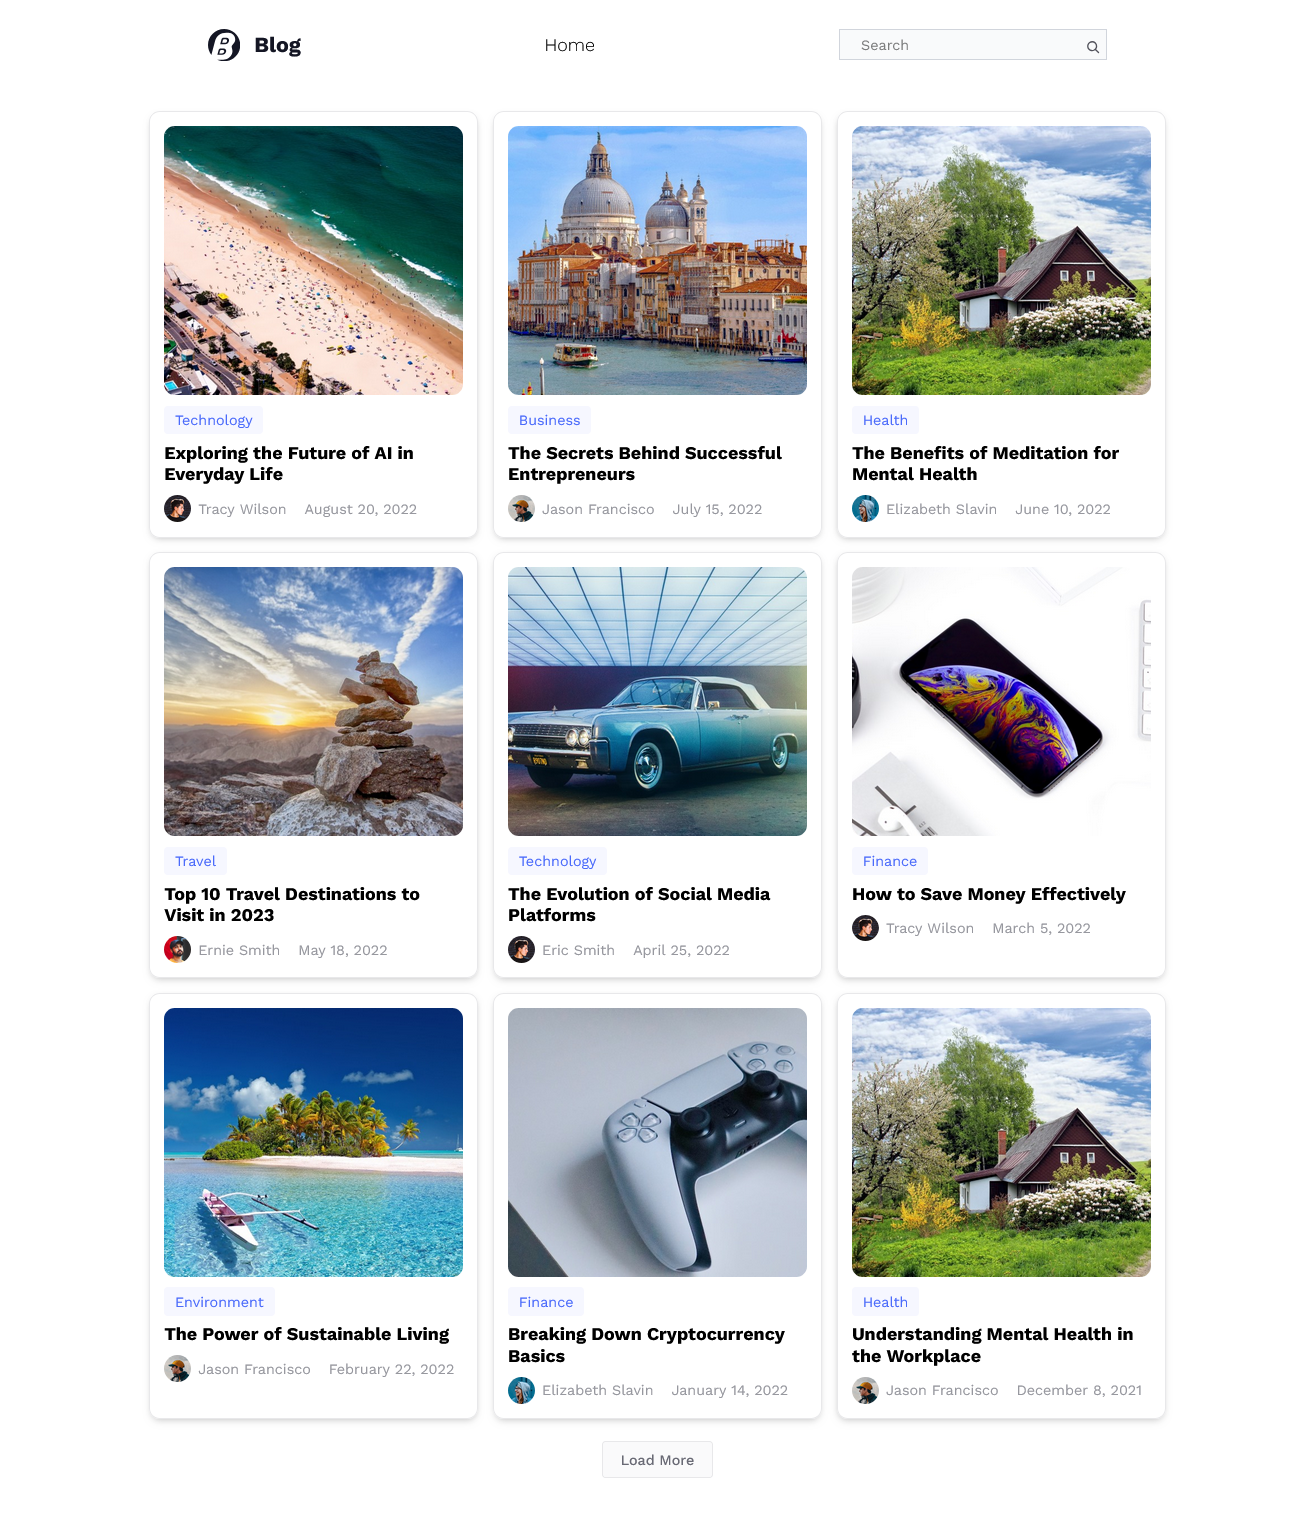 B Blog
Home
Search
Technology
Exploring the Future of AI in
Everyday Life
Tracy Wilson August 20, 2022
Business
The Secrets Behind Successful
Entrepreneurs
Jason Francisco July 15, 2022
Health
The Benefits of Meditation for
Mental Health
Elizabeth Slavin June 10, 2022
Travel
Top 10 Travel Destinations to
Visit in 2023
Ernie Smith May 18, 2022
Technology
The Evolution of Social Media
Platforms
Eric Smith April 25, 2022
Finance
How to Save Money Effectively
Tracy Wilson March 5, 2022
Environment
The Power of Sustainable Living
Jason Francisco February 22, 2022
Finance
Breaking Down Cryptocurrency
Basics
Elizabeth Slavin January 14, 2022
Health
Understanding Mental Health in
the Workplace
Jason Francisco December 8, 2021
Load More